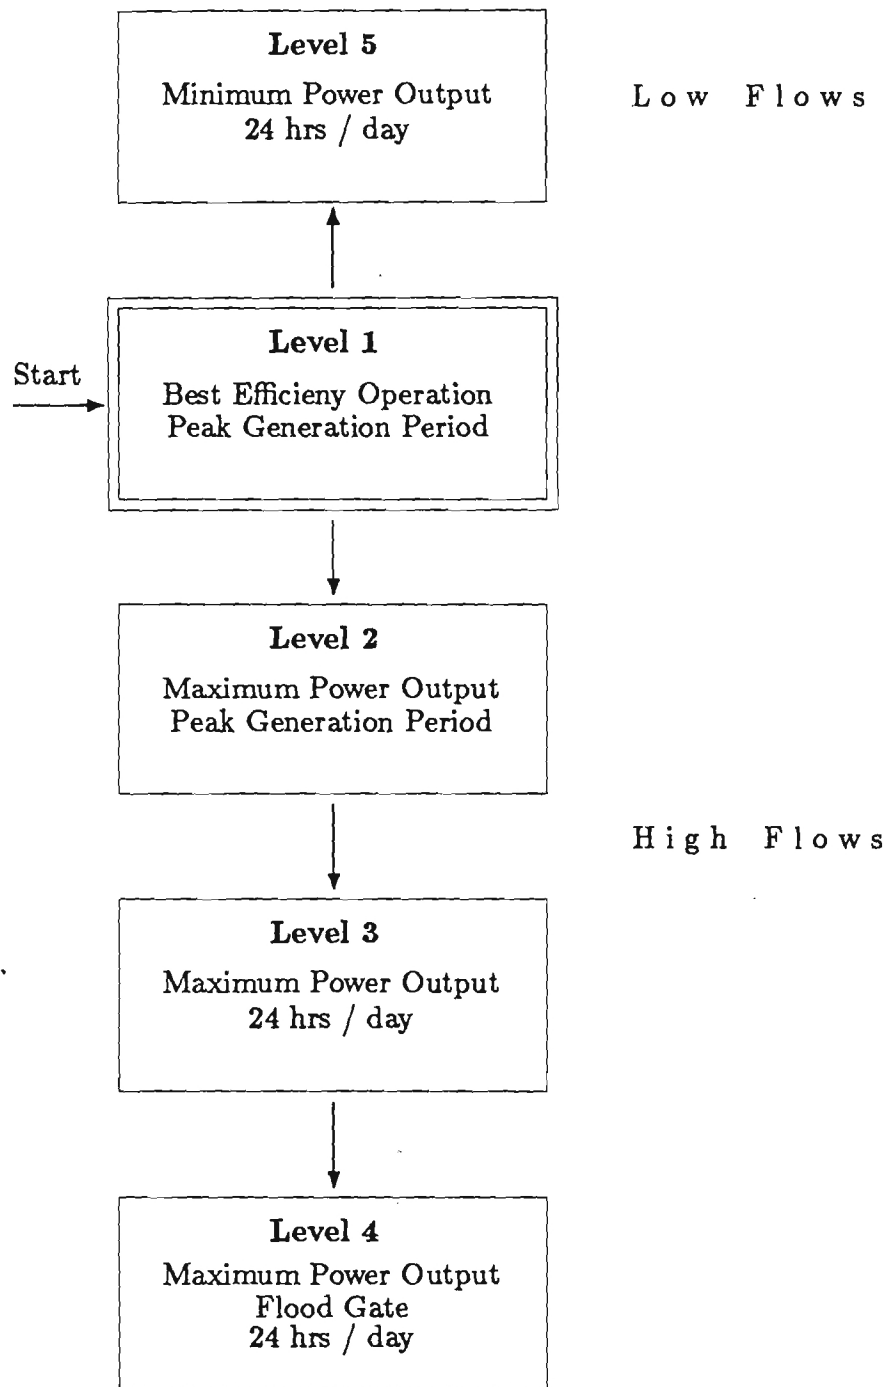 Level 5
Minimum Power Output
24 hrs / day
Low Flows
Level 1
Start
Best Efficieny Operation
Peak Generation Period
Level 2
Maximum Power Output
Peak Generation Period
High Flows
Level 3
Maximum Power Output
24 hrs / day
Level 4
Maximum Power Output
Flood Gate
24 hrs / day